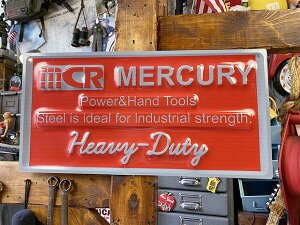 MCR MERCURY
Power&Hand Tools
Steel is ideal for Industrial strength.
Heavy-Duty